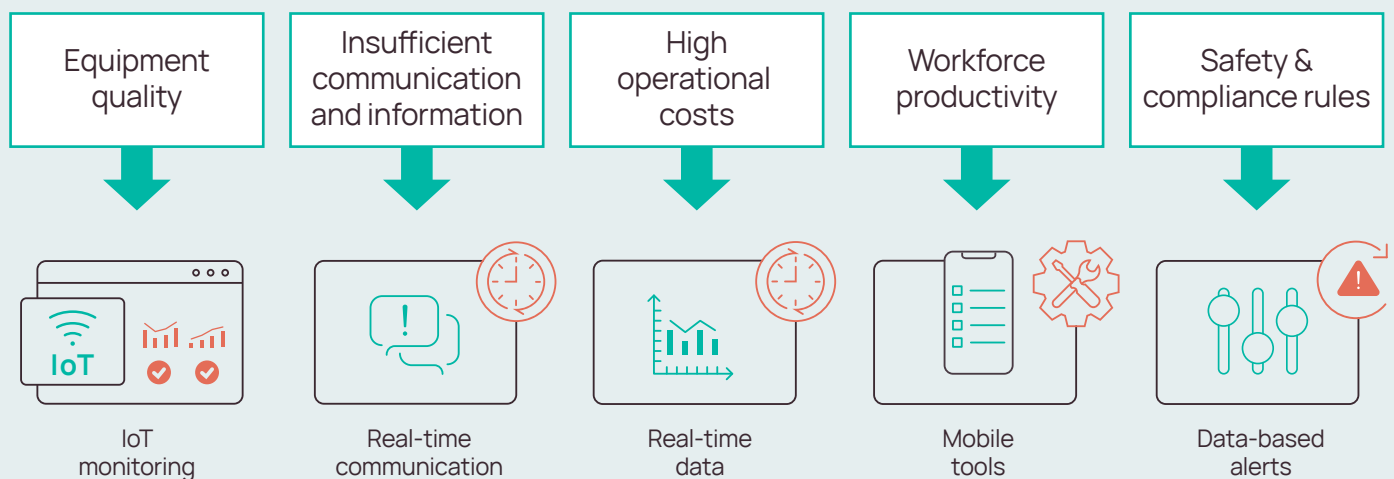 Equipment
quality
Insufficient
communication
and information
High
operational
costs
Workforce
productivity
Safety &
compliance rules
IoT
!
!
IoT
monitoring
Real-time
communication
Real-time
data
Mobile
tools
Data-based
alerts